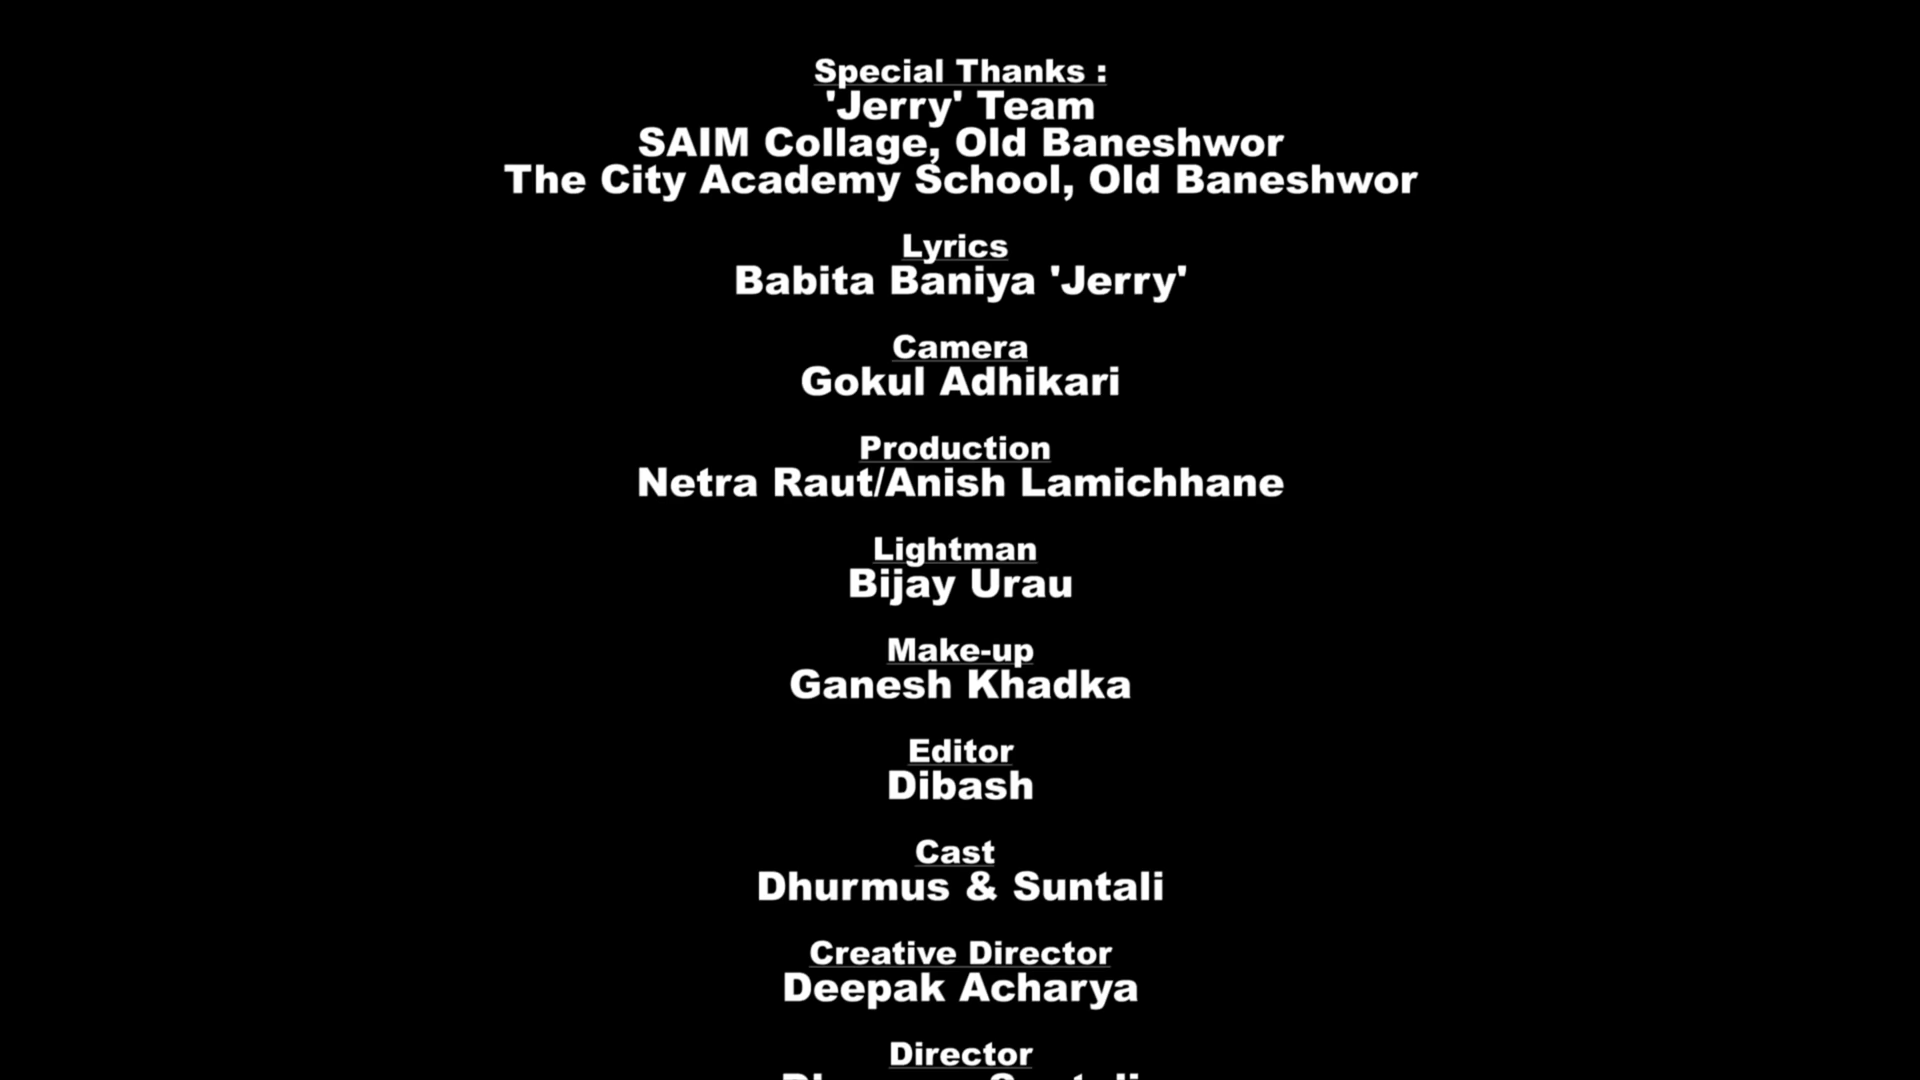 Special Thanks :
'Jerry' Team
SAIM Collage, Old Baneshwor
The City Academy School, Old Baneshwor
Lyrics
Babita Baniya 'Jerry'
Camera
Gokul Adhikari
Production
Netra Raut/Anish Lamichhane
Lightman
Bijay Urau
Make-up
Ganesh Khadka
Editor
Dibash
Cast
Dhurmus & Suntali
Creative Director
Deepak Acharya
Director